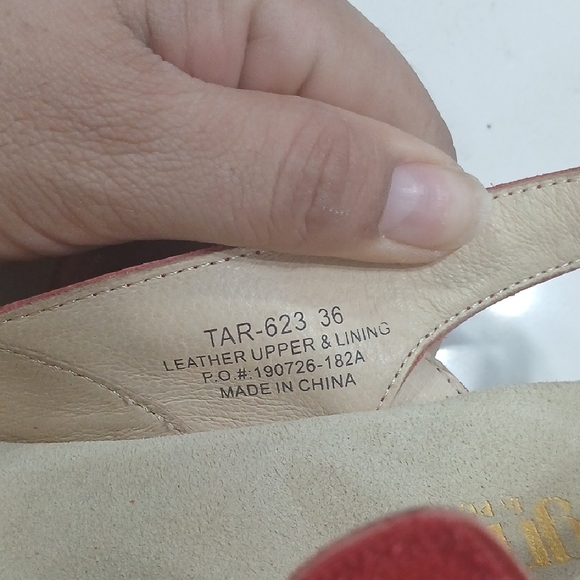 TAR-623 36
LEATHER UPPER & LINING
P.O.#:190726-182A
MADE IN CHINA